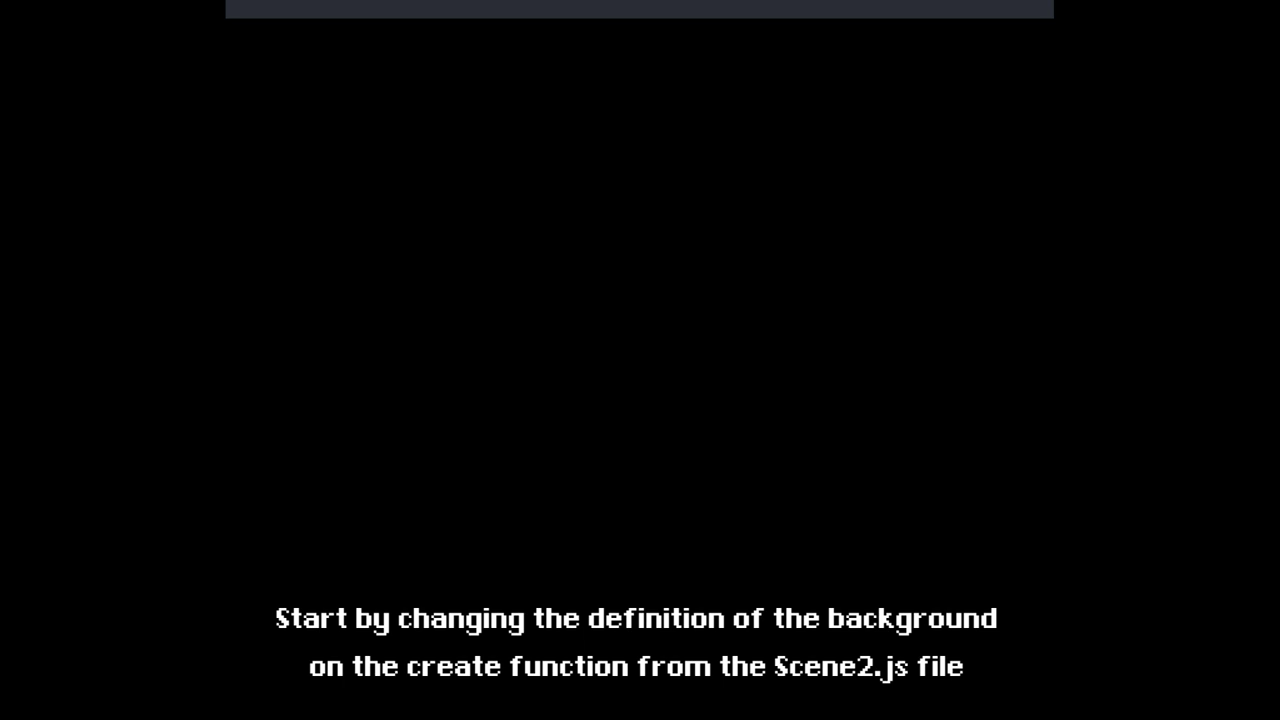 Start by changing the definition of the background
on the create function from the Scene2.js file